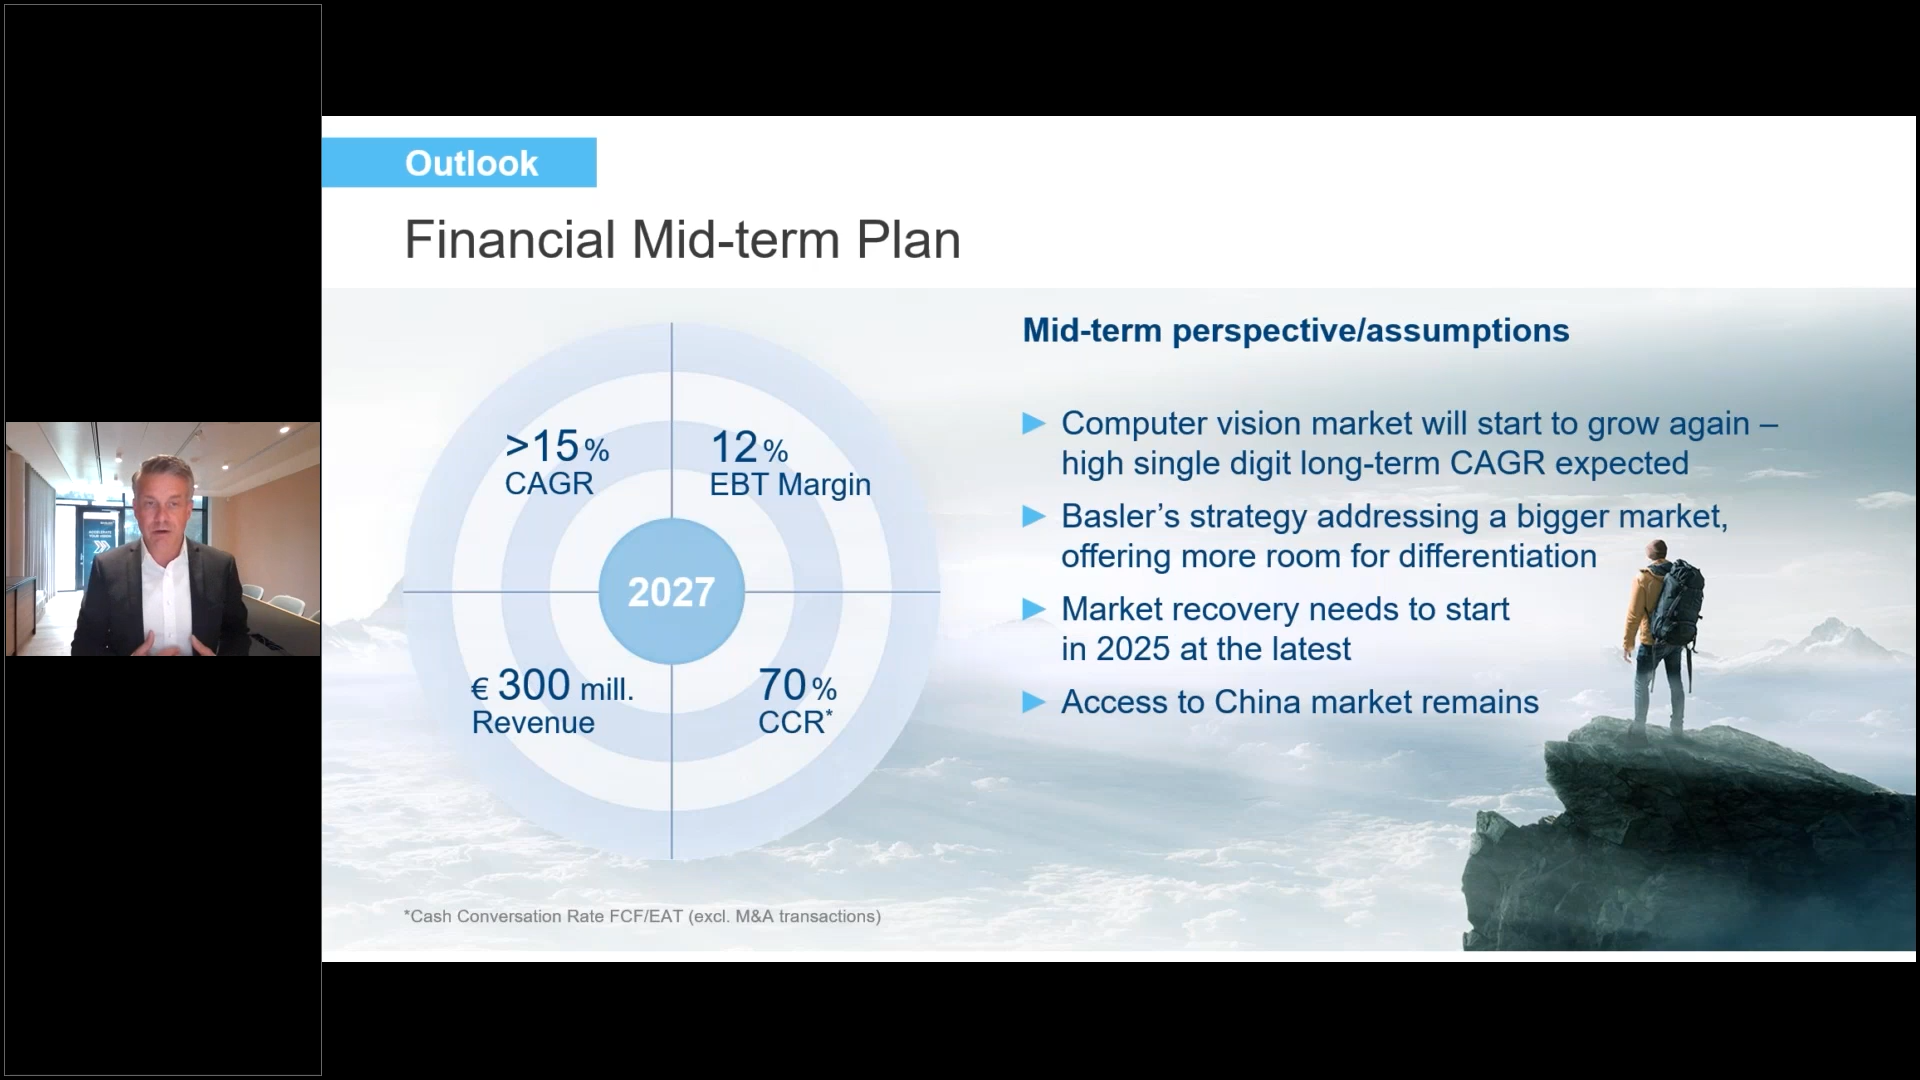 Outlook
Financial Mid-term Plan
>15 %
CAGR
12 %
EBT Margin
2027
€ 300 mill.
Revenue
70 %
CCR*
*Cash Conversation Rate FCF/EAT (excl. M&A transactions)
Mid-term perspective/assumptions
Computer vision market will start to grow again –
high single digit long-term CAGR expected
Basler’s strategy addressing a bigger market,
offering more room for differentiation
Market recovery needs to start
in 2025 at the latest
Access to China market remains